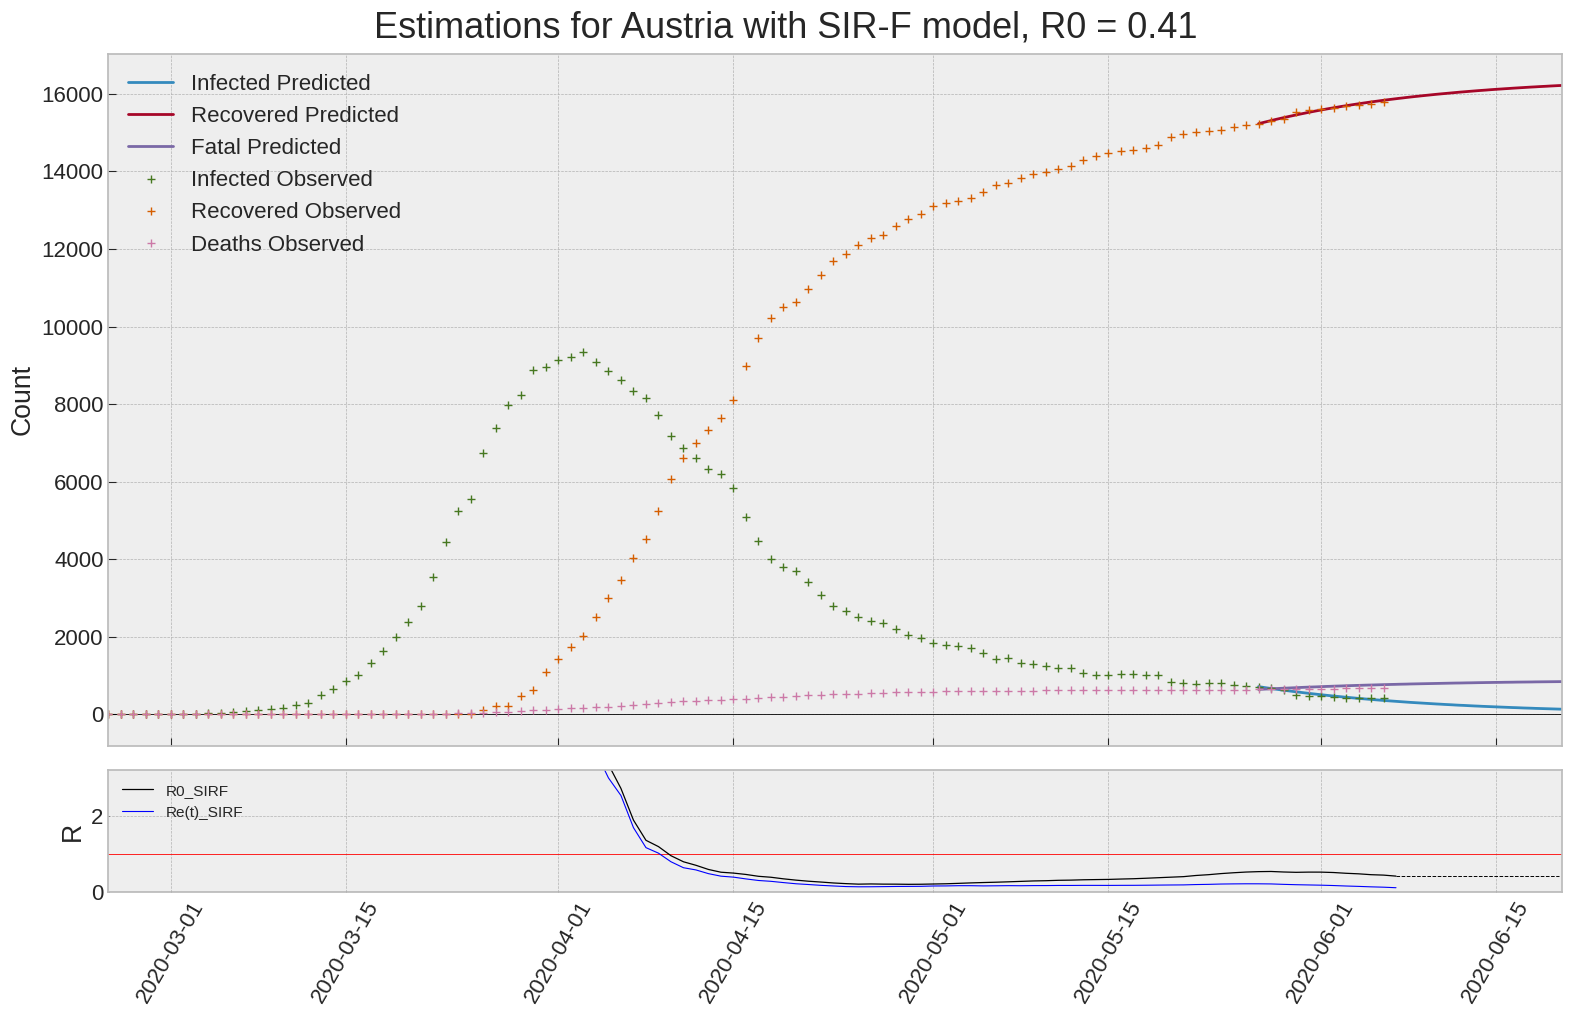 Estimations for Austria with SIR-F model, R0 = 0.41
Infected Predicted
Recovered Predicted
Fatal Predicted
Infected Observed
Recovered Observed
Deaths Observed
Count
16000
14000
12000
10000
8000
6000
4000
2000
0
R0_SIRF
Re(t)_SIRF
R
2
0
2020-03-01
2020-03-15
2020-04-01
2020-04-15
2020-05-01
2020-05-15
2020-06-01
2020-06-15